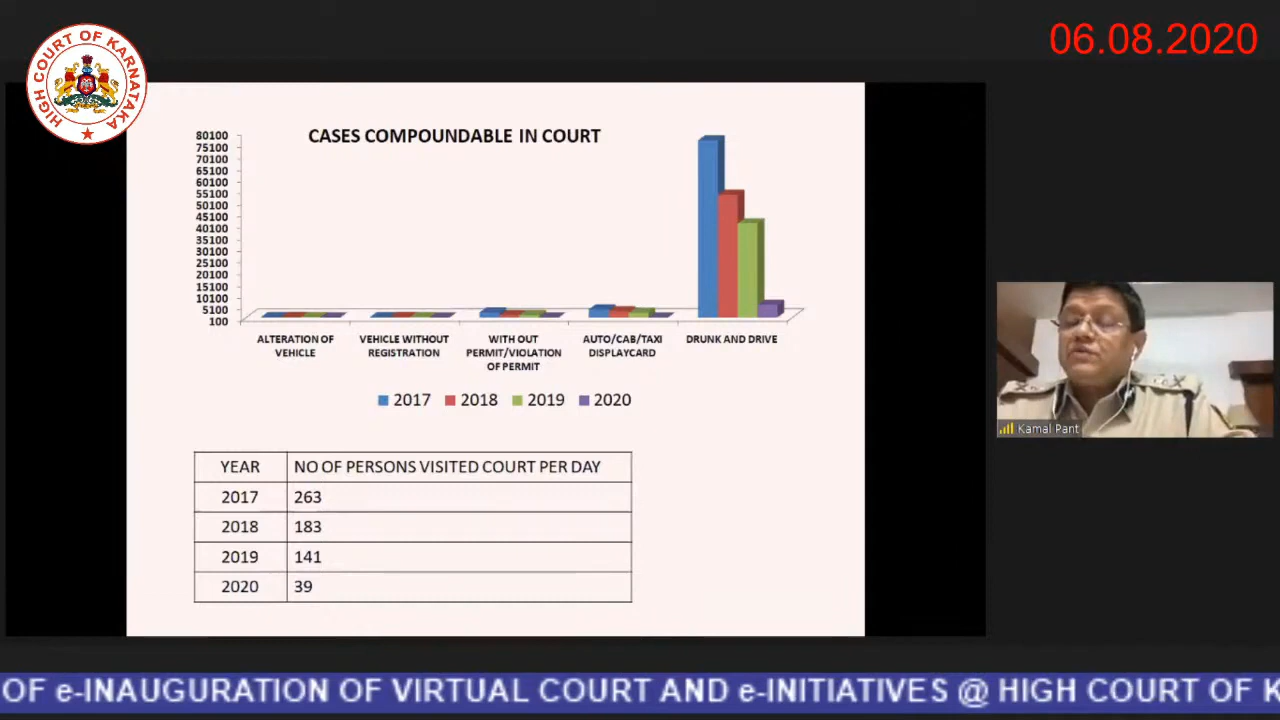 HIGH COURT OF KARNATAKA
06.08.2020
CASES COMPOUNDABLE IN COURT
80100
75100
70100
65100
60100
55100
50100
45100
40100
35100
30100
25100
20100
15100
10100
5100
100
ALTERATION OF
VEHICLE
VEHICLE WITHOUT
REGISTRATION
WITH OUT
PERMIT/VIOLATION
OF PERMIT
AUTO/CAB/TAXI
DISPLAYCARD
DRUNK AND DRIVE
2017 2018 2019 2020
YEAR NO OF PERSONS VISITED COURT PER DAY
2017 263
2018 183
2019 141
2020 39
Kamal Pant
OF e-INAUGURATION OF VIRTUAL COURT AND e-INITIATIVES @ HIGH COURT OF K